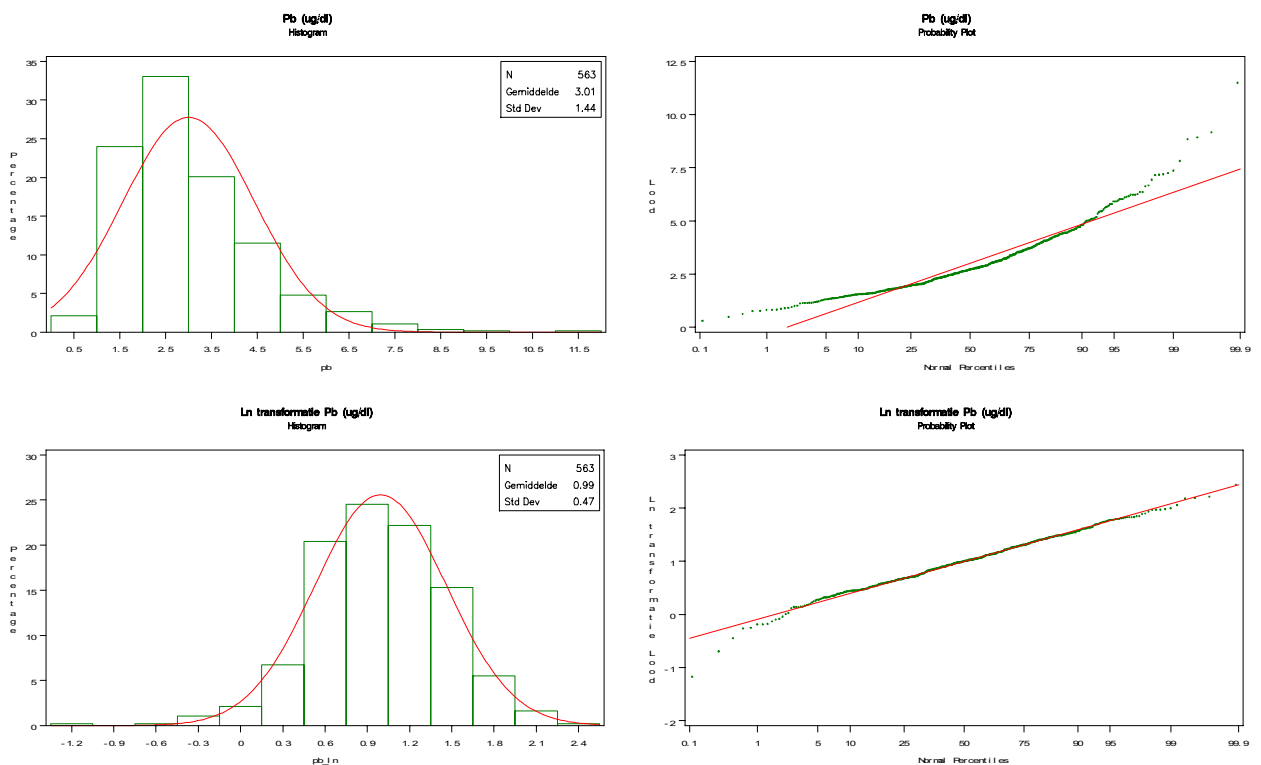 Pb (ug/dl)
Histogram
Percentage
35
30
25
20
15
10
5
0
N 563
Gemiddelde 3.01
Std Dev 1.44
0.5 1.5 2.5 3.5 4.5 5.5 6.5 7.5 8.5 9.5 10.5 11.5
pb
Pb (ug/dl)
Probability Plot
Lood
12.5
10.0
7.5
5.0
2.5
0
0.1 1 5 10 25 50 75 90 95 99 99.9
Normal Percentiles
Ln transformatie Pb (ug/dl)
Histogram
Percentage
30
25
20
15
10
5
0
N 563
Gemiddelde 0.99
Std Dev 0.47
-1.2 -0.9 -0.6 -0.3 0 0.3 0.6 0.9 1.2 1.5 1.8 2.1 2.4
pb_ln
Ln transformatie Pb (ug/dl)
Probability Plot
Ln transformatie Lood
3
2
1
0
-1
-2
0.1 1 5 10 25 50 75 90 95 99 99.9
Normal Percentiles